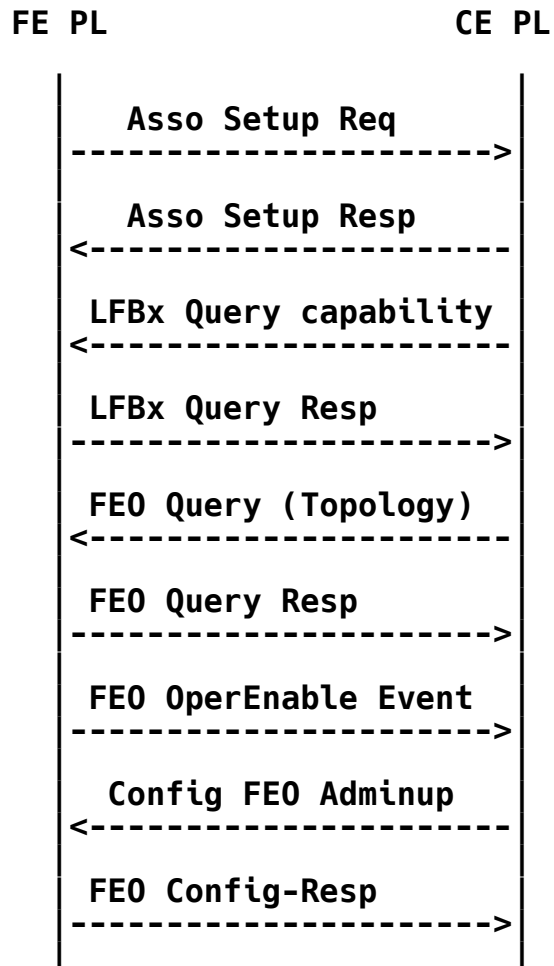 FE PL                  CE PL
Asso Setup Req
Asso Setup Resp
LFBx Query capability
LFBx Query Resp
FEO Query (Topology)
FEO Query Resp
FEO OperEnable Event
Config FEO Adminup
FEO Config-Resp